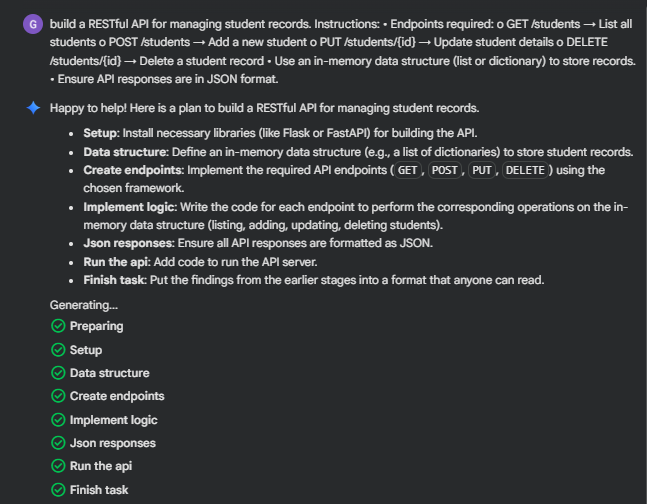 G build a RESTful API for managing student records. Instructions: • Endpoints required: o GET /students → List all
students o POST /students → Add a new student o PUT /students/{id} → Update student details o DELETE
/students/{id} → Delete a student record • Use an in-memory data structure (list or dictionary) to store records.
• Ensure API responses are in JSON format.
Happy to help! Here is a plan to build a RESTful API for managing student records.
• Setup: Install necessary libraries (like Flask or FastAPI) for building the API.
• Data structure: Define an in-memory data structure (e.g., a list of dictionaries) to store student records.
• Create endpoints: Implement the required API endpoints ( GET , POST , PUT , DELETE ) using the
chosen framework.
• Implement logic: Write the code for each endpoint to perform the corresponding operations on the in-
memory data structure (listing, adding, updating, deleting students).
• Json responses: Ensure all API responses are formatted as JSON.
• Run the api: Add code to run the API server.
• Finish task: Put the findings from the earlier stages into a format that anyone can read.
Generating...
Preparing
Setup
Data structure
Create endpoints
Implement logic
Json responses
Run the api
Finish task